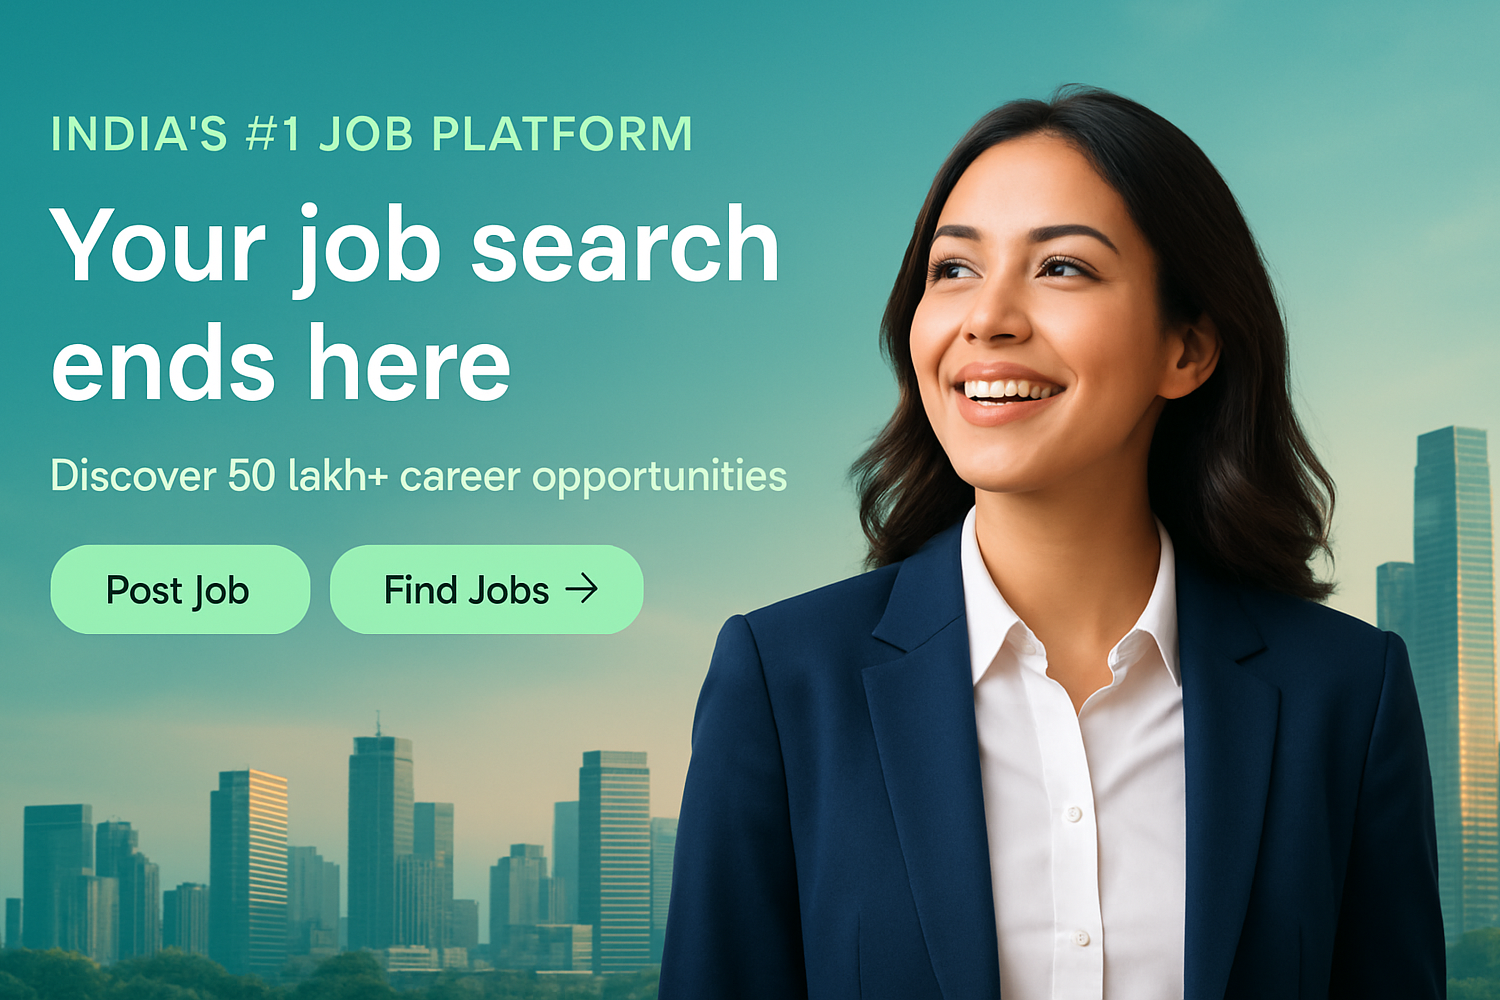 INDIA'S #1 JOB PLATFORM
Your job search
ends here
Discover 50 lakh+ career opportunities
Post Job
Find Jobs →